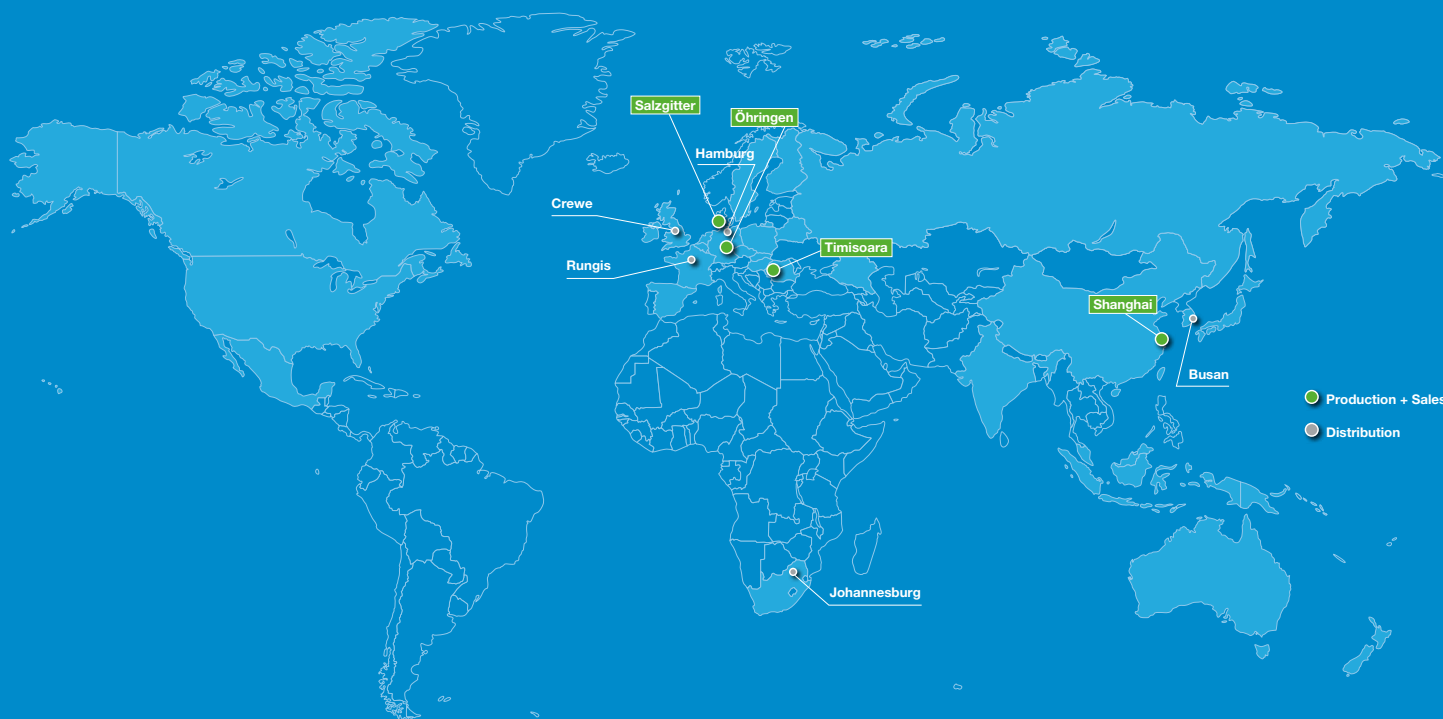 Salzgitter
Öhringen
Hamburg
Crewe
Timisoara
Rungis
Shanghai
Busan
Production + Sales
Distribution
Johannesburg